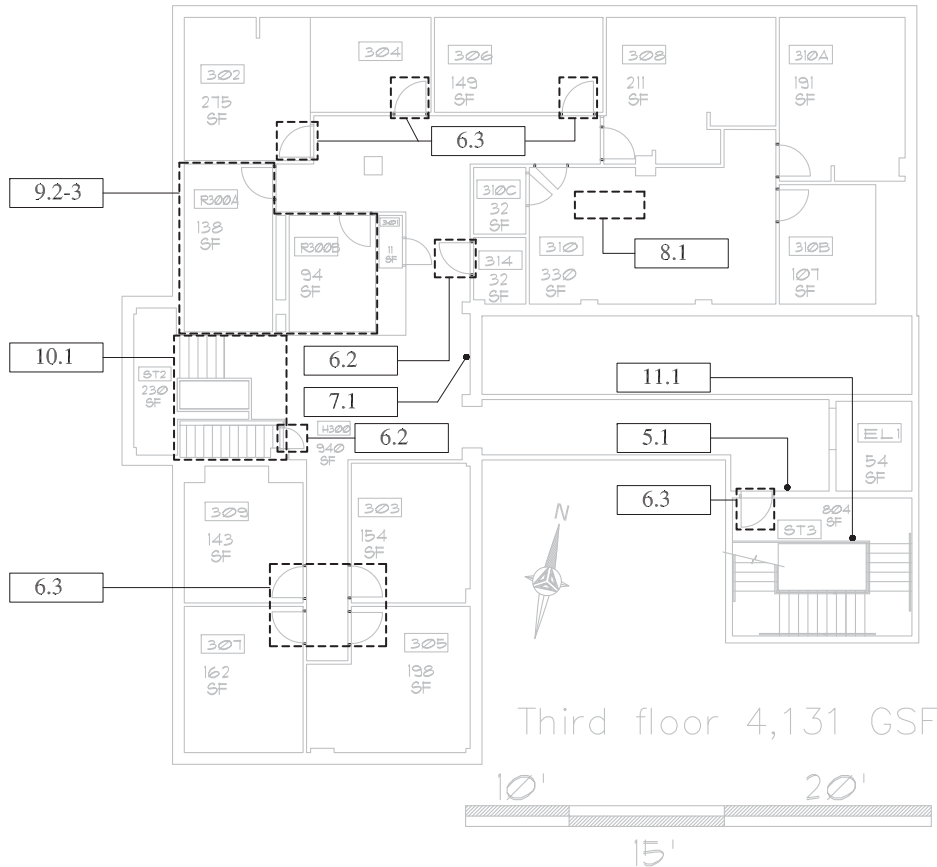 302
275
SF
304
306
149
SF
308
211
SF
310A
191
SF
6.3
9.2-3
R300A
138
SF
R300B
94
SF
11
SF
310C
32
SF
314
32
SF
310
330
SF
8.1
310B
107
SF
10.1
ST2
230
SF
6.2
7.1
H300
940
SF
6.2
11.1
5.1
EL1
54
SF
6.3
804
SF
ST3
309
143
SF
303
154
SF
N
6.3
307
162
SF
305
198
SF
Third floor 4,131 GSF
10'
20'
15'